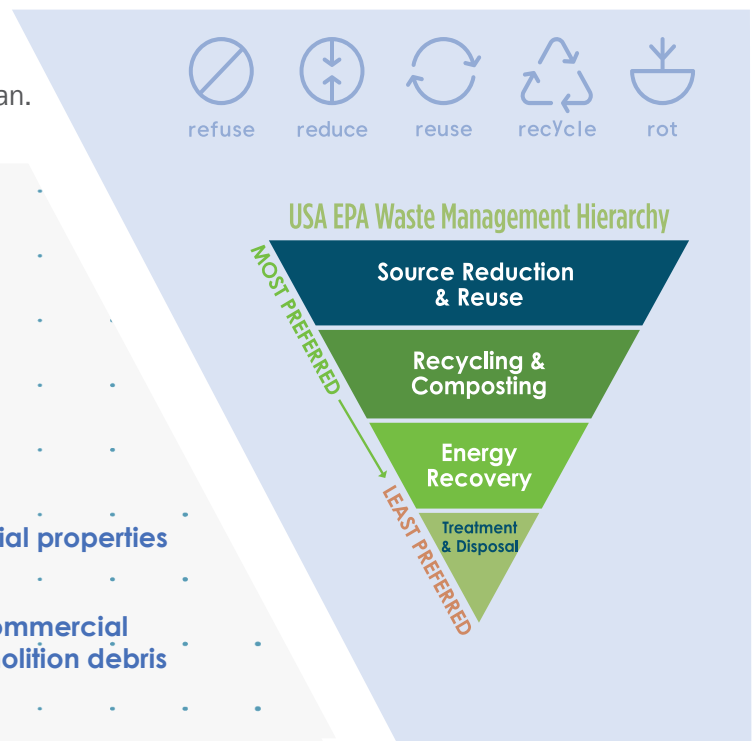 an.
refuse reduce reuse recycle rot
USA EPA Waste Management Hierarchy
MOST PREFERRED
LEAST PREFERRED
Source Reduction
& Reuse
Recycling &
Composting
Energy
Recovery
Treatment
& Disposal
ial properties
ommercial
olition debris